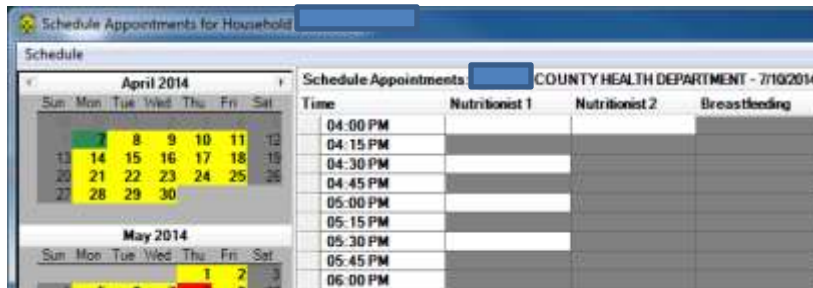 Schedule Appointments for Household
Schedule
April 2014
Sun Mon Tue Wed Thu Fri Sat
7 8 9 10 11 12
13 14 15 16 17 18 19
20 21 22 23 24 25 26
27 28 29 30
May 2014
Sun Mon Tue Wed Thu Fri Sat
1 2 3
Schedule Appointments: COUNTY HEALTH DEPARTMENT - 7/10/2014
Time Nutritionist 1 Nutritionist 2 Breastfeeding
04:00 PM
04:15 PM
04:30 PM
04:45 PM
05:00 PM
05:15 PM
05:30 PM
05:45 PM
06:00 PM